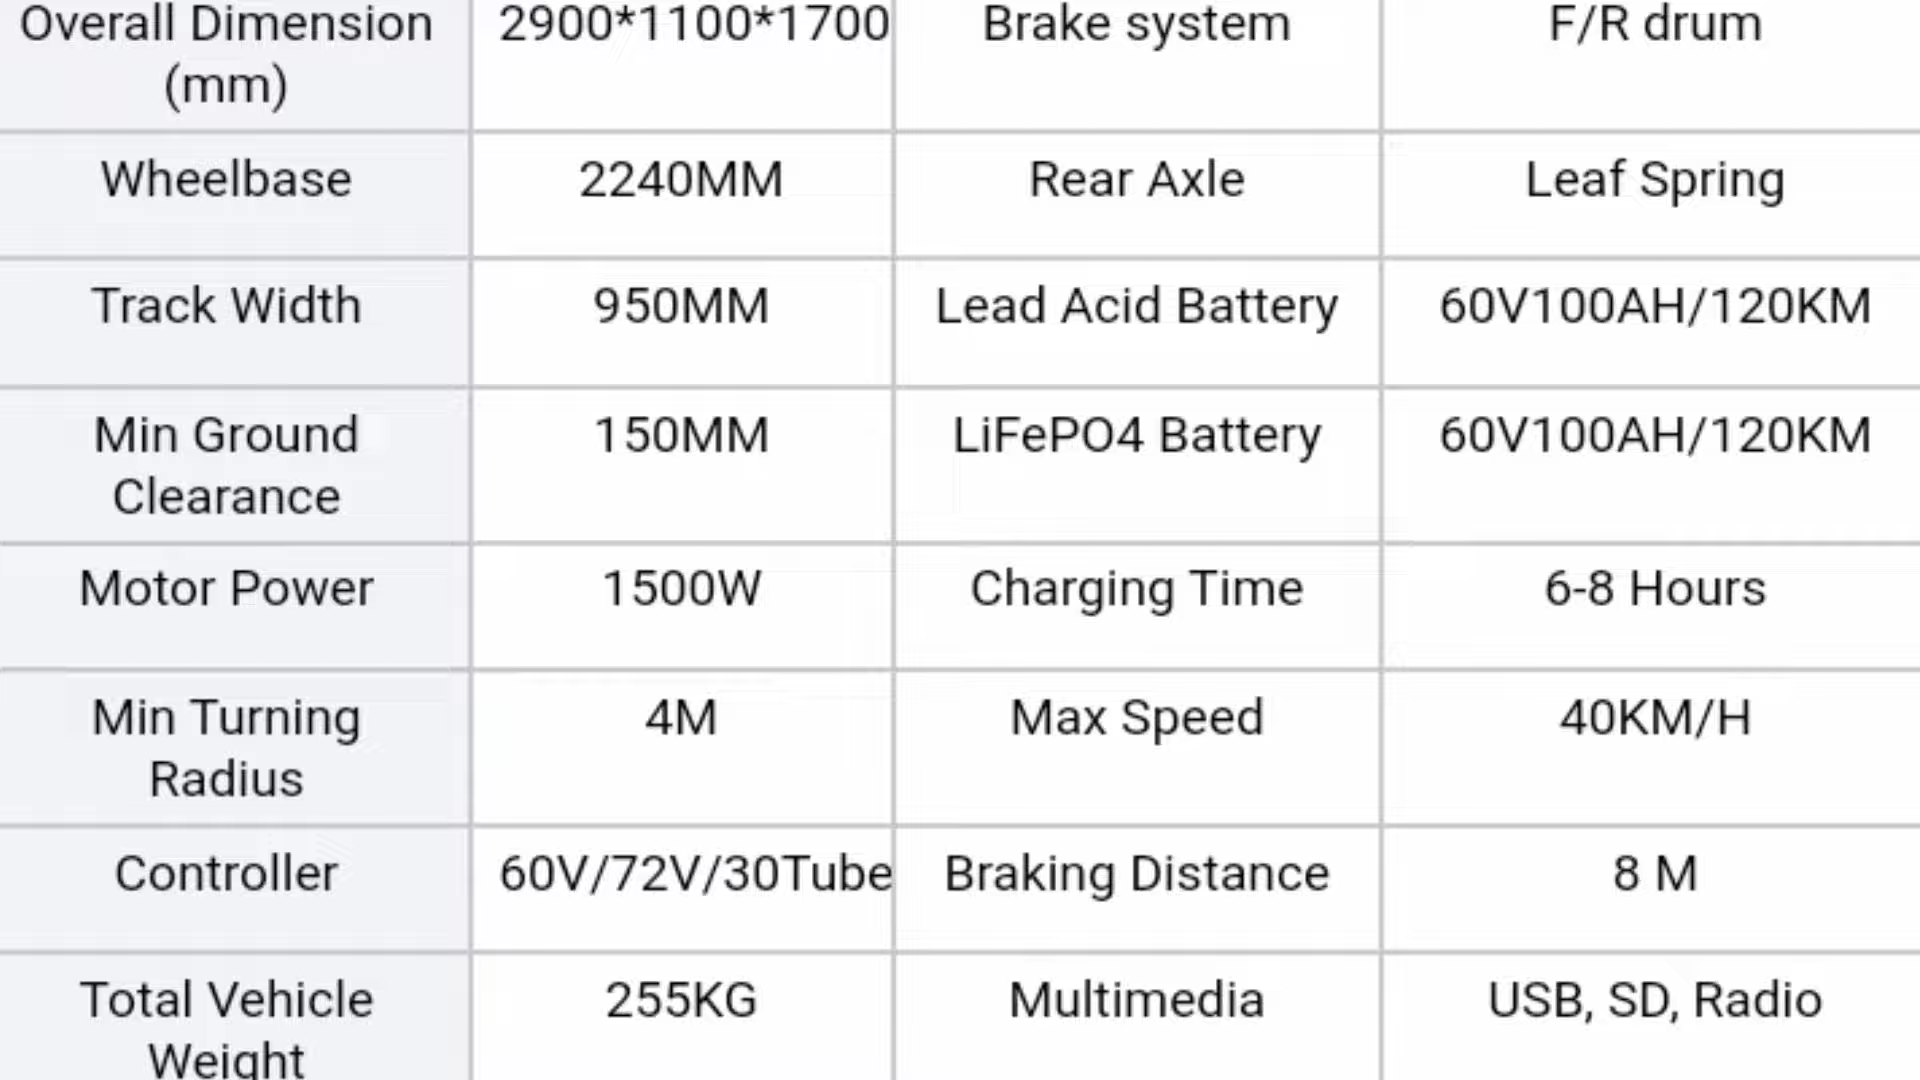 Overall Dimension 2900*1100*1700 Brake system F/R drum
(mm)
Wheelbase 2240MM Rear Axle Leaf Spring
Track Width 950MM Lead Acid Battery 60V100AH/120KM
Min Ground 150MM LiFePO4 Battery 60V100AH/120KM
Clearance
Motor Power 1500W Charging Time 6-8 Hours
Min Turning 4M Max Speed 40KM/H
Radius
Controller 60V/72V/30Tube Braking Distance 8 M
Total Vehicle 255KG Multimedia USB, SD, Radio
Weight